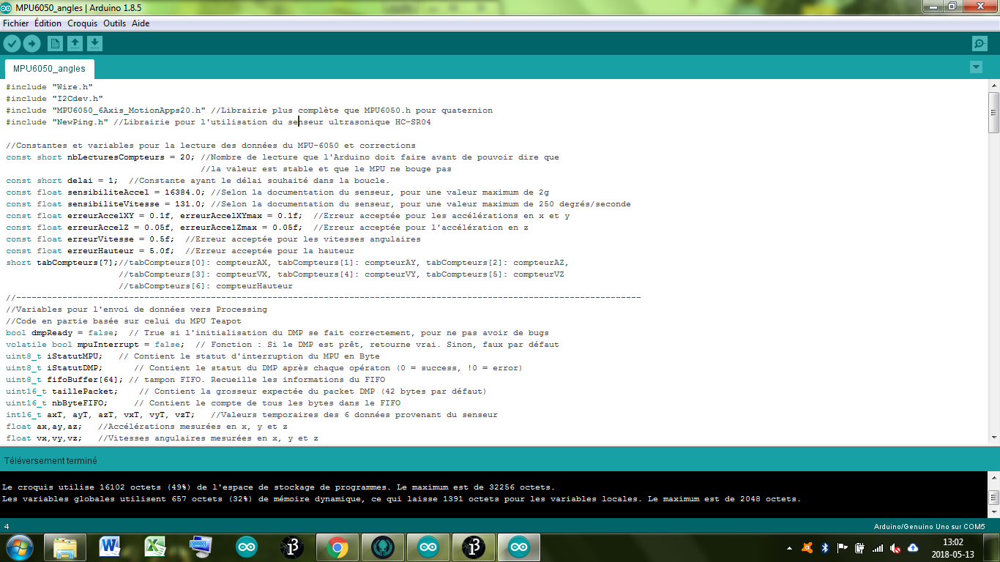 MPU6050_angles | Arduino 1.8.5
Fichier Édition Croquis Outils Aide
MPU6050_angles
#include "Wire.h"
#include "I2Cdev.h"
#include "MPU6050_6Axis_MotionApps20.h" //Librairie plus complète que MPU6050.h pour quaternion
#include "NewPing.h" //Librairie pour l'utilisation du senseur ultrasonique HC-SR04
//Constantes et variables pour la lecture des données du MPU-6050 et corrections
const short nbLecturesCompteurs = 20; //Nombre de lecture que l'Arduino doit faire avant de pouvoir dire que
//la valeur est stable et que le MPU ne bouge pas
const short delai = 1;  //Constante ayant le délai souhaité dans la boucle.
const float sensibiliteAccel = 16384.0; //Selon la documentation du senseur, pour une valeur maximum de 2g
const float sensibiliteVitesse = 131.0; //Selon la documentation du senseur, pour une valeur maximum de 250 degrés/seconde
const float erreurAccelXY = 0.1f, erreurAccelXYmax = 0.1f;  //Erreur acceptée pour les accélérations en x et y
const float erreurAccelZ = 0.05f, erreurAccelZmax = 0.05f;  //Erreur acceptée pour l'accélération en z
const float erreurVitesse = 0.5f;  //Erreur acceptée pour les vitesses angulaires
const float erreurHauteur = 5.0f;  //Erreur acceptée pour la hauteur
short tabCompteurs[7];//tabCompteurs[0]: compteurAX, tabCompteurs[1]: compteurAY, tabCompteurs[2]: compteurAZ,
//tabCompteurs[3]: compteurVX, tabCompteurs[4]: compteurVY, tabCompteurs[5]: compteurVZ
//tabCompteurs[6]: compteurHauteur
//--------------------------------------------------------------------------------------------------------------------------
//Variables pour l'envoi de données vers Processing
//Code en partie basée sur celui du MPU Teapot
bool dmpReady = false;  // True si l'initialisation du DMP se fait correctement, pour ne pas avoir de bugs
volatile bool mpuInterrupt = false;  // Fonction : Si le DMP est prêt, retourne vrai. Sinon, faux par défaut
uint8_t iStatutMPU;   // Contient le statut d'interruption du MPU en Byte
uint8_t iStatutDMP;      // Contient le statut du DMP après chaque opératon (0 = success, !0 = error)
uint8_t fifoBuffer[64]; // tampon FIFO. Recueille les informations du FIFO
uint16_t taillePacket;    // Contient la grosseur expectée du packet DMP (42 bytes par défaut)
uint16_t nbByteFIFO;     // Contient le compte de tous les bytes dans le FIFO
int16_t axT, ayT, azT, vxT, vyT, vzT;   //Valeurs temporaires des 6 données provenant du senseur
float ax,ay,az;   //Accélérations mesurées en x, y et z
float vx,vy,vz;   //Vitesses angulaires mesurées en x, y et z
Téléversement terminé
Le croquis utilise 16102 octets (49%) de l'espace de stockage de programmes. Le maximum est de 32256 octets.
Les variables globales utilisent 657 octets (32%) de mémoire dynamique, ce qui laisse 1391 octets pour les variables locales. Le maximum est de 2048 octets.
4
Arduino/Genuino Uno sur COM5
13:02
2018-05-13